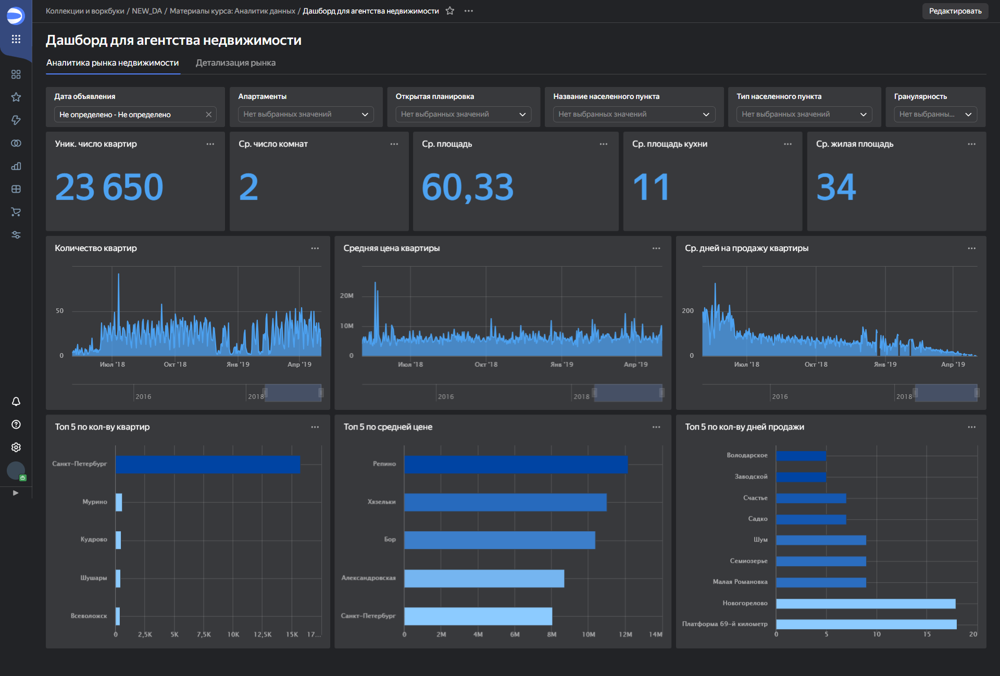 Коллекции и воркбуки / NEW_DA / Материалы курса: Аналитик данных / Дашборд для агентства недвижимости
Редактировать
Дашборд для агентства недвижимости
Аналитика рынка недвижимости
Детализация рынка
Дата объявления
Не определено - Не определено
Апартаменты
Нет выбранных значений
Открытая планировка
Нет выбранных значений
Название населенного пункта
Нет выбранных значений
Тип населенного пункта
Нет выбранных значений
Гранулярность
Нет выбранны...
Уник. число квартир
23 650
Ср. число комнат
2
Ср. площадь
60,33
Ср. площадь кухни
11
Ср. жилая площадь
34
Количество квартир
50
0
Июл '18
Окт '18
Янв '19
Апр '19
2016
2018
Средняя цена квартиры
20M
10M
0
Июл '18
Окт '18
Янв '19
Апр '19
2016
2018
Ср. дней на продажу квартиры
200
0
Июл '18
Окт '18
Янв '19
Апр '19
2016
2018
Топ 5 по кол-ву квартир
Санкт-Петербург
Мурино
Кудрово
Шушары
Всеволожск
0
2,5K
5K
7,5K
10K
12,5K
15K
17...
Топ 5 по средней цене
Репино
Хязельки
Бор
Александровская
Санкт-Петербург
0
2M
4M
6M
8M
10M
12M
14M
Топ 5 по кол-ву дней продажи
Володарское
Заводской
Счастье
Садко
Шум
Семиозерье
Малая Романовка
Новогорелово
Платформа 69-й километр
0
5
10
15
20